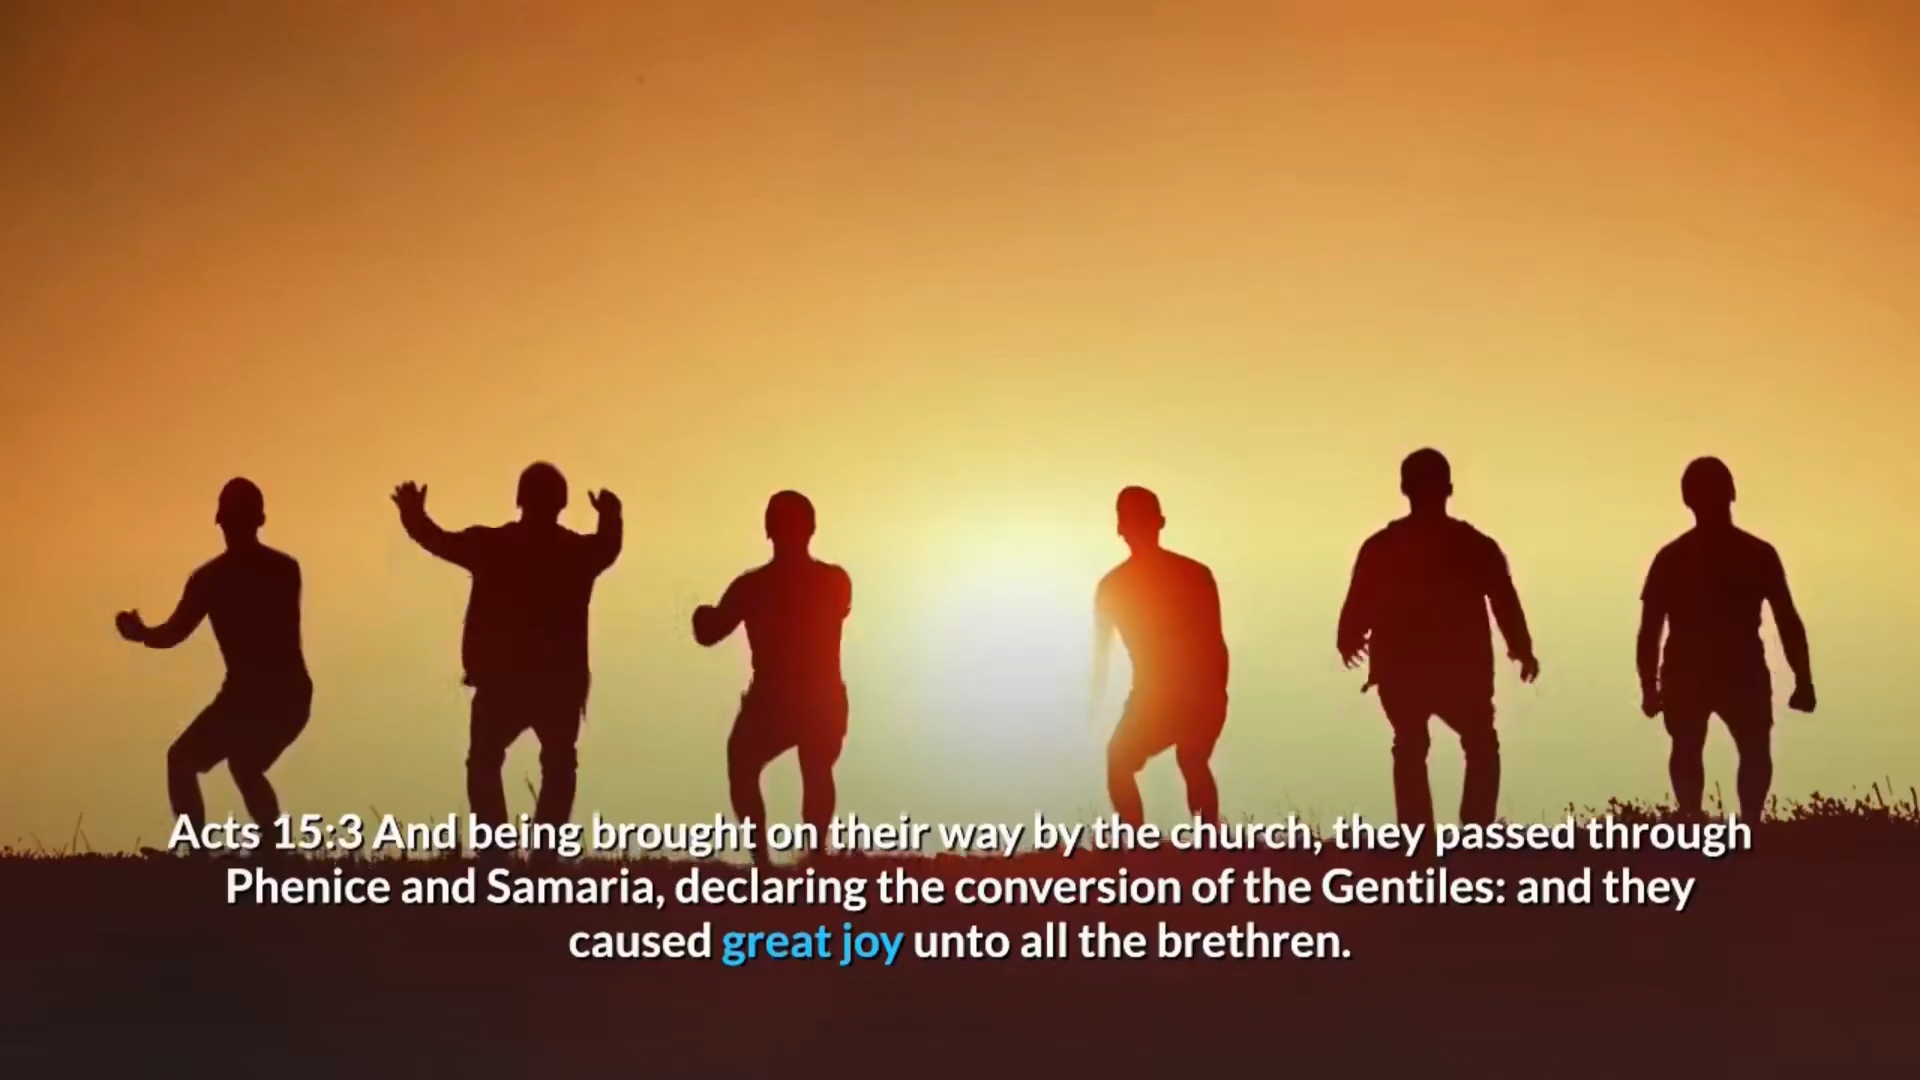 Acts 15:3 And being brought on their way by the church, they passed through
Phenice and Samaria, declaring the conversion of the Gentiles: and they
caused great joy unto all the brethren.